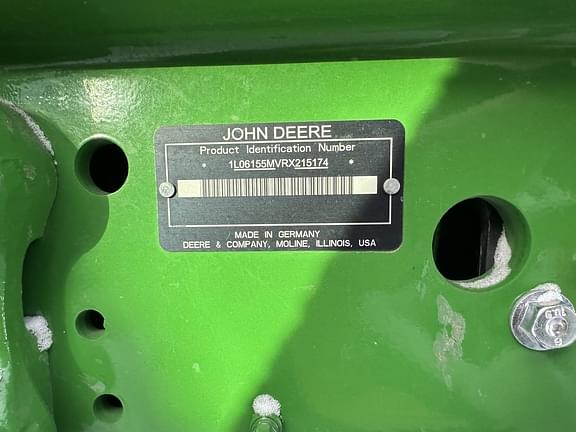 JOHN DEERE
Product Identification Number
* 1L06155MVRX215174 *
MADE IN GERMANY
DEERE & COMPANY, MOLINE, ILLINOIS, USA